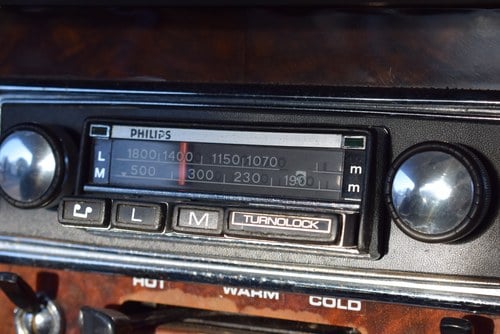 PHILIPS
L 1800 1400 1150 1070 m
M 500 300 230 190 m
L M TURNOLOCK
HOT WARM COLD